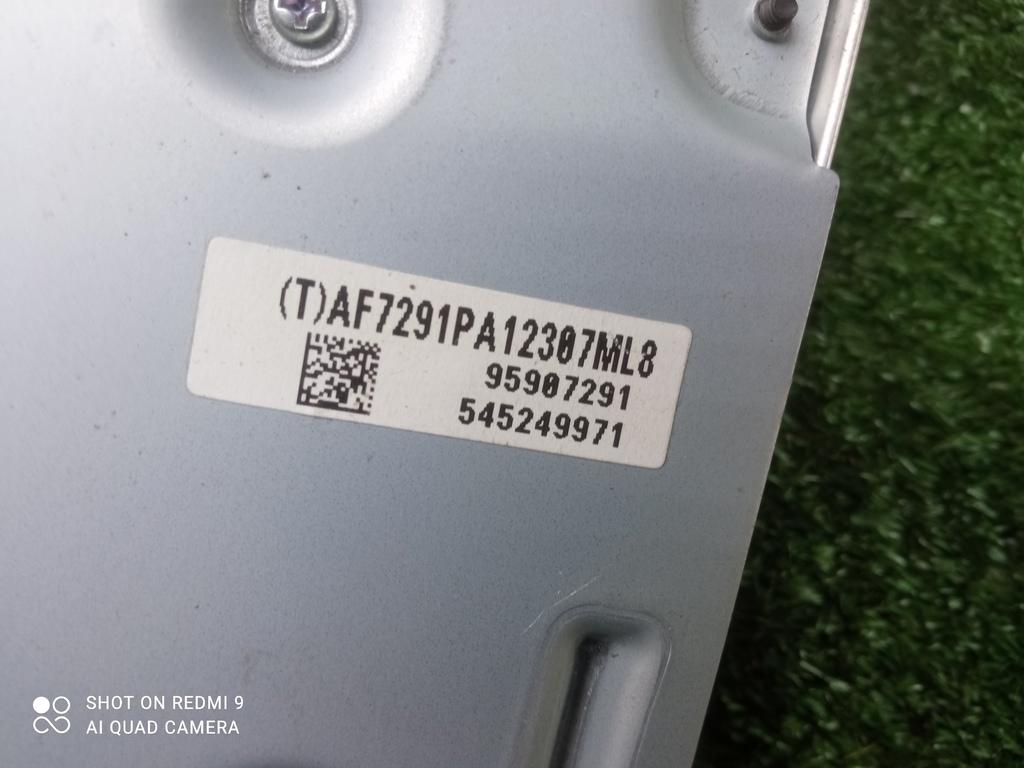 (T)AF7291PA12307ML8
95907291
545249971
SHOT ON REDMI 9
AI QUAD CAMERA